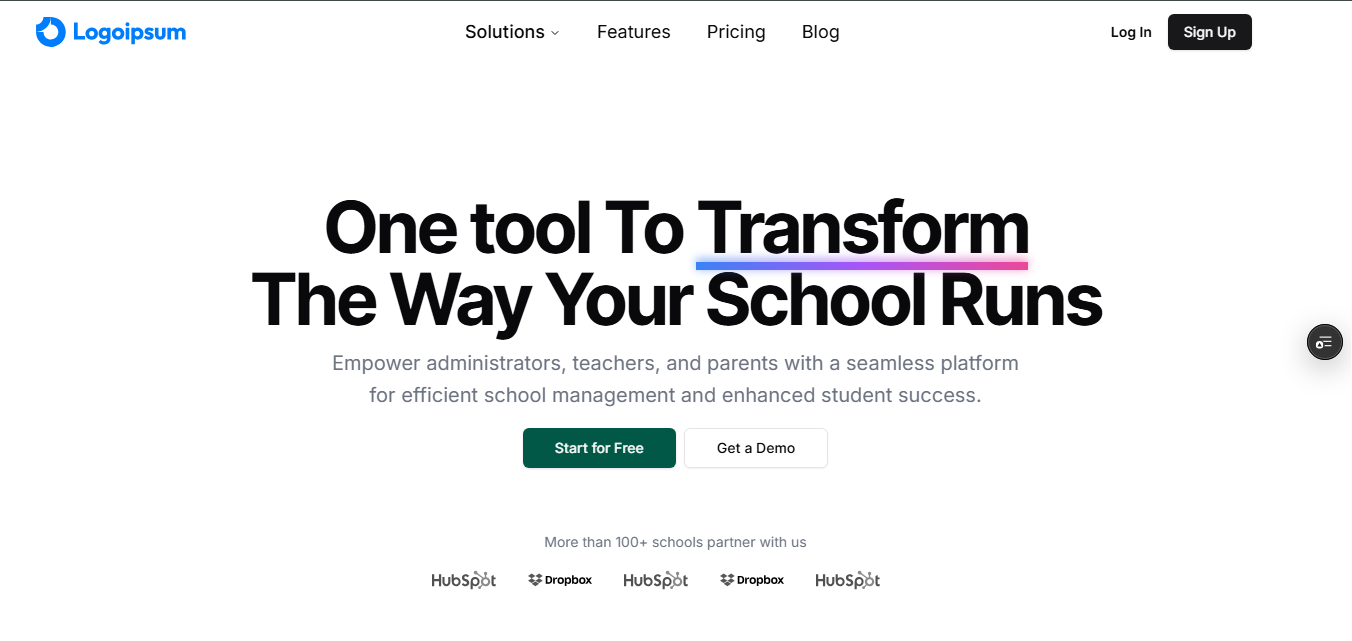 Logoipsum
Solutions
Features
Pricing
Blog
Log In
Sign Up
One tool To Transform
The Way Your School Runs
Empower administrators, teachers, and parents with a seamless platform
for efficient school management and enhanced student success.
Start for Free
Get a Demo
More than 100+ schools partner with us
HubSpot
Dropbox
HubSpot
Dropbox
HubSpot